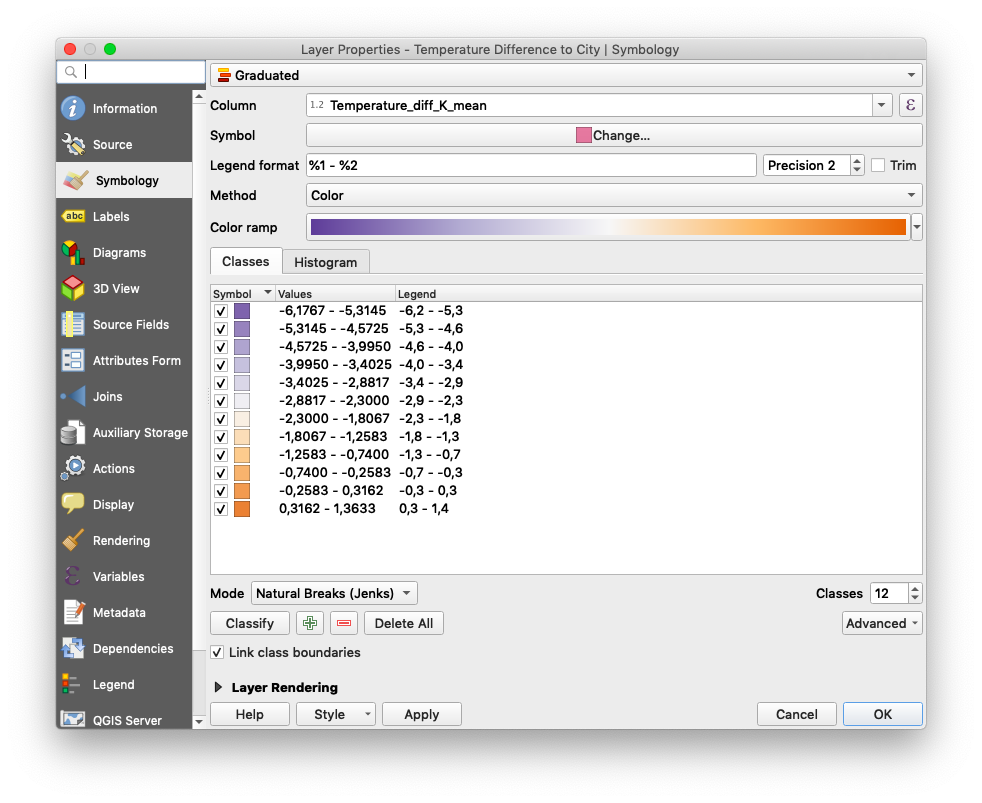 Layer Properties - Temperature Difference to City | Symbology
Information
Source
Symbology
abc Labels
Diagrams
3D View
Source Fields
Attributes Form
Joins
Auxiliary Storage
Actions
Display
Rendering
ε Variables
Metadata
Dependencies
Legend
QGIS Server
Graduated
Column 1.2 Temperature_diff_K_mean ε
Symbol Change...
Legend format %1 - %2 Precision 2 Trim
Method Color
Color ramp
Classes Histogram
Symbol Values Legend
-6,1767 - -5,3145 -6,2 - -5,3
-5,3145 - -4,5725 -5,3 - -4,6
-4,5725 - -3,9950 -4,6 - -4,0
-3,9950 - -3,4025 -4,0 - -3,4
-3,4025 - -2,8817 -3,4 - -2,9
-2,8817 - -2,3000 -2,9 - -2,3
-2,3000 - -1,8067 -2,3 - -1,8
-1,8067 - -1,2583 -1,8 - -1,3
-1,2583 - -0,7400 -1,3 - -0,7
-0,7400 - -0,2583 -0,7 - -0,3
-0,2583 - 0,3162 -0,3 - 0,3
0,3162 - 1,3633 0,3 - 1,4
Mode Natural Breaks (Jenks) Classes 12
Classify Delete All Advanced
Link class boundaries
Layer Rendering
Help Style Apply Cancel OK